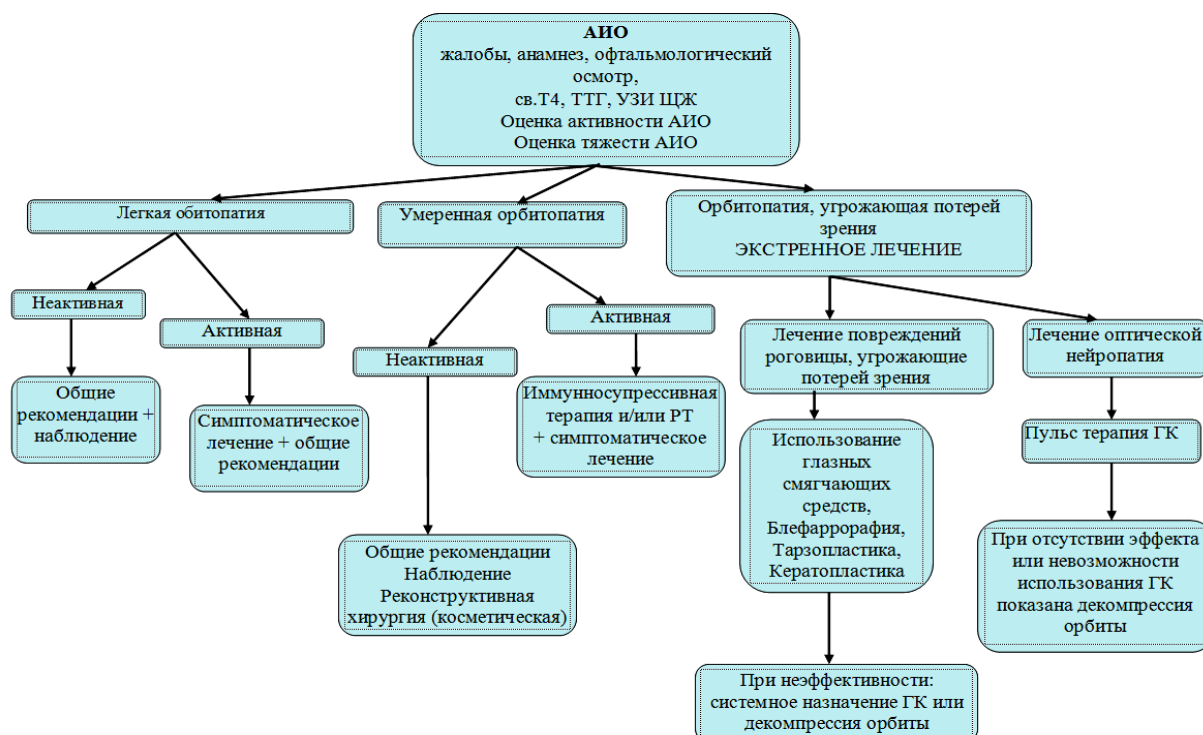 АИО
жалобы, анамнез, офтальмологический
осмотр,
св.Т4, ТТГ, УЗИ ЩЖ
Оценка активности АИО
Оценка тяжести АИО
Легкая обитопатия
Умеренная орбитопатия
Орбитопатия, угрожающая потерей
зрения
ЭКСТРЕННОЕ ЛЕЧЕНИЕ
Неактивная
Активная
Неактивная
Активная
Лечение повреждений
роговицы, угрожающие
потерей зрения
Лечение оптической
нейропатия
Общие
рекомендации +
наблюдение
Симптоматическое
лечение + общие
рекомендации
Общие рекомендации
Наблюдение
Реконструктивная
хирургия (косметическая)
Иммунносупрессивная
терапия и/или РТ
+ симптоматическое
лечение
Использование
глазных
смягчающих
средств,
Блефаррорафия,
Тарзопластика,
Кератопластика
Пульс терапия ГК
При отсутствии эффекта
или невозможности
использования ГК
показана декомпрессия
орбиты
При неэффективности:
системное назначение ГК или
декомпрессия орбиты